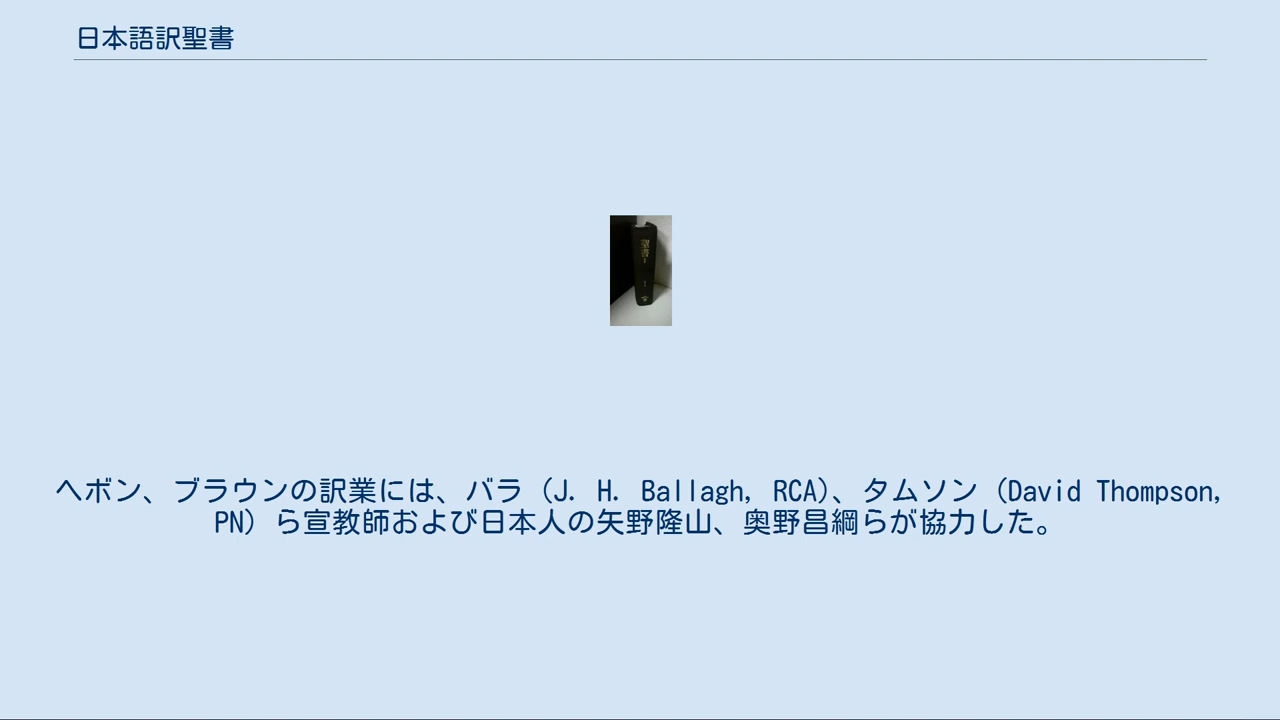 日本語訳聖書
聖書
ヘボン、ブラウンの訳業には、バラ（J. H. Ballagh, RCA）、タムソン（David Thompson,
PN）ら宣教師および日本人の矢野隆山、奥野昌綱らが協力した。